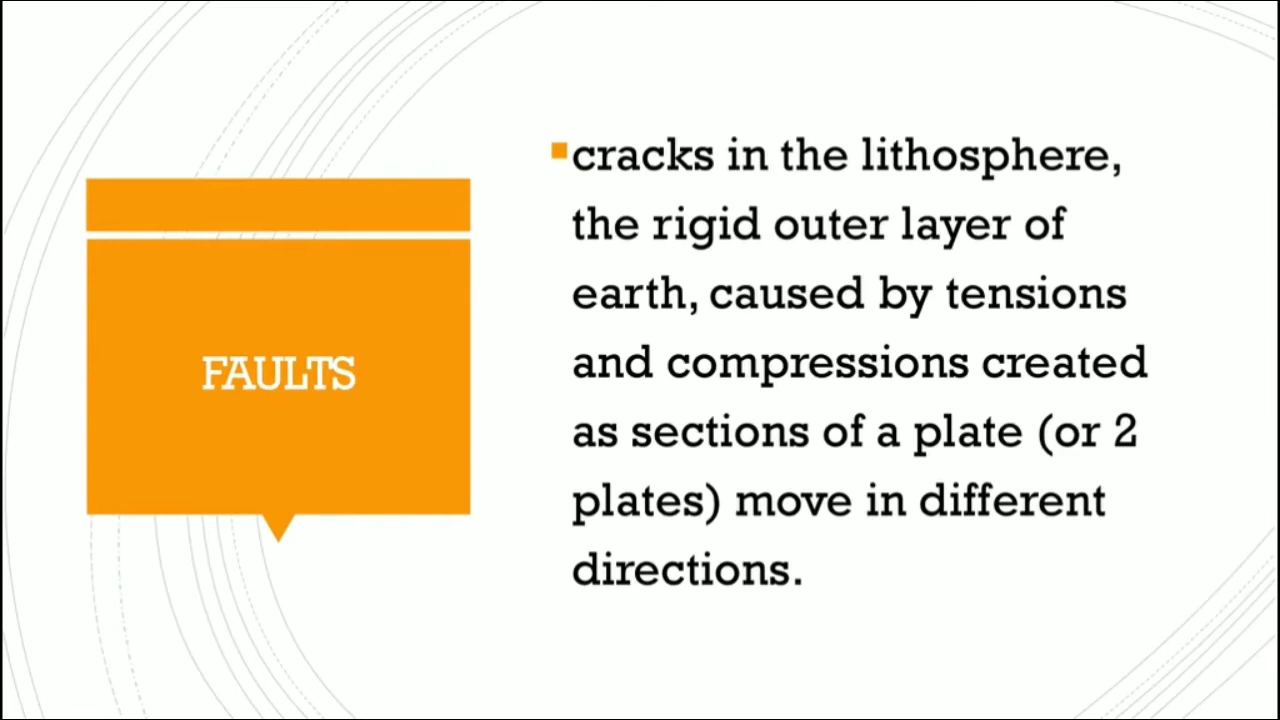 FAULTS
cracks in the lithosphere,
the rigid outer layer of
earth, caused by tensions
and compressions created
as sections of a plate (or 2
plates) move in different
directions.